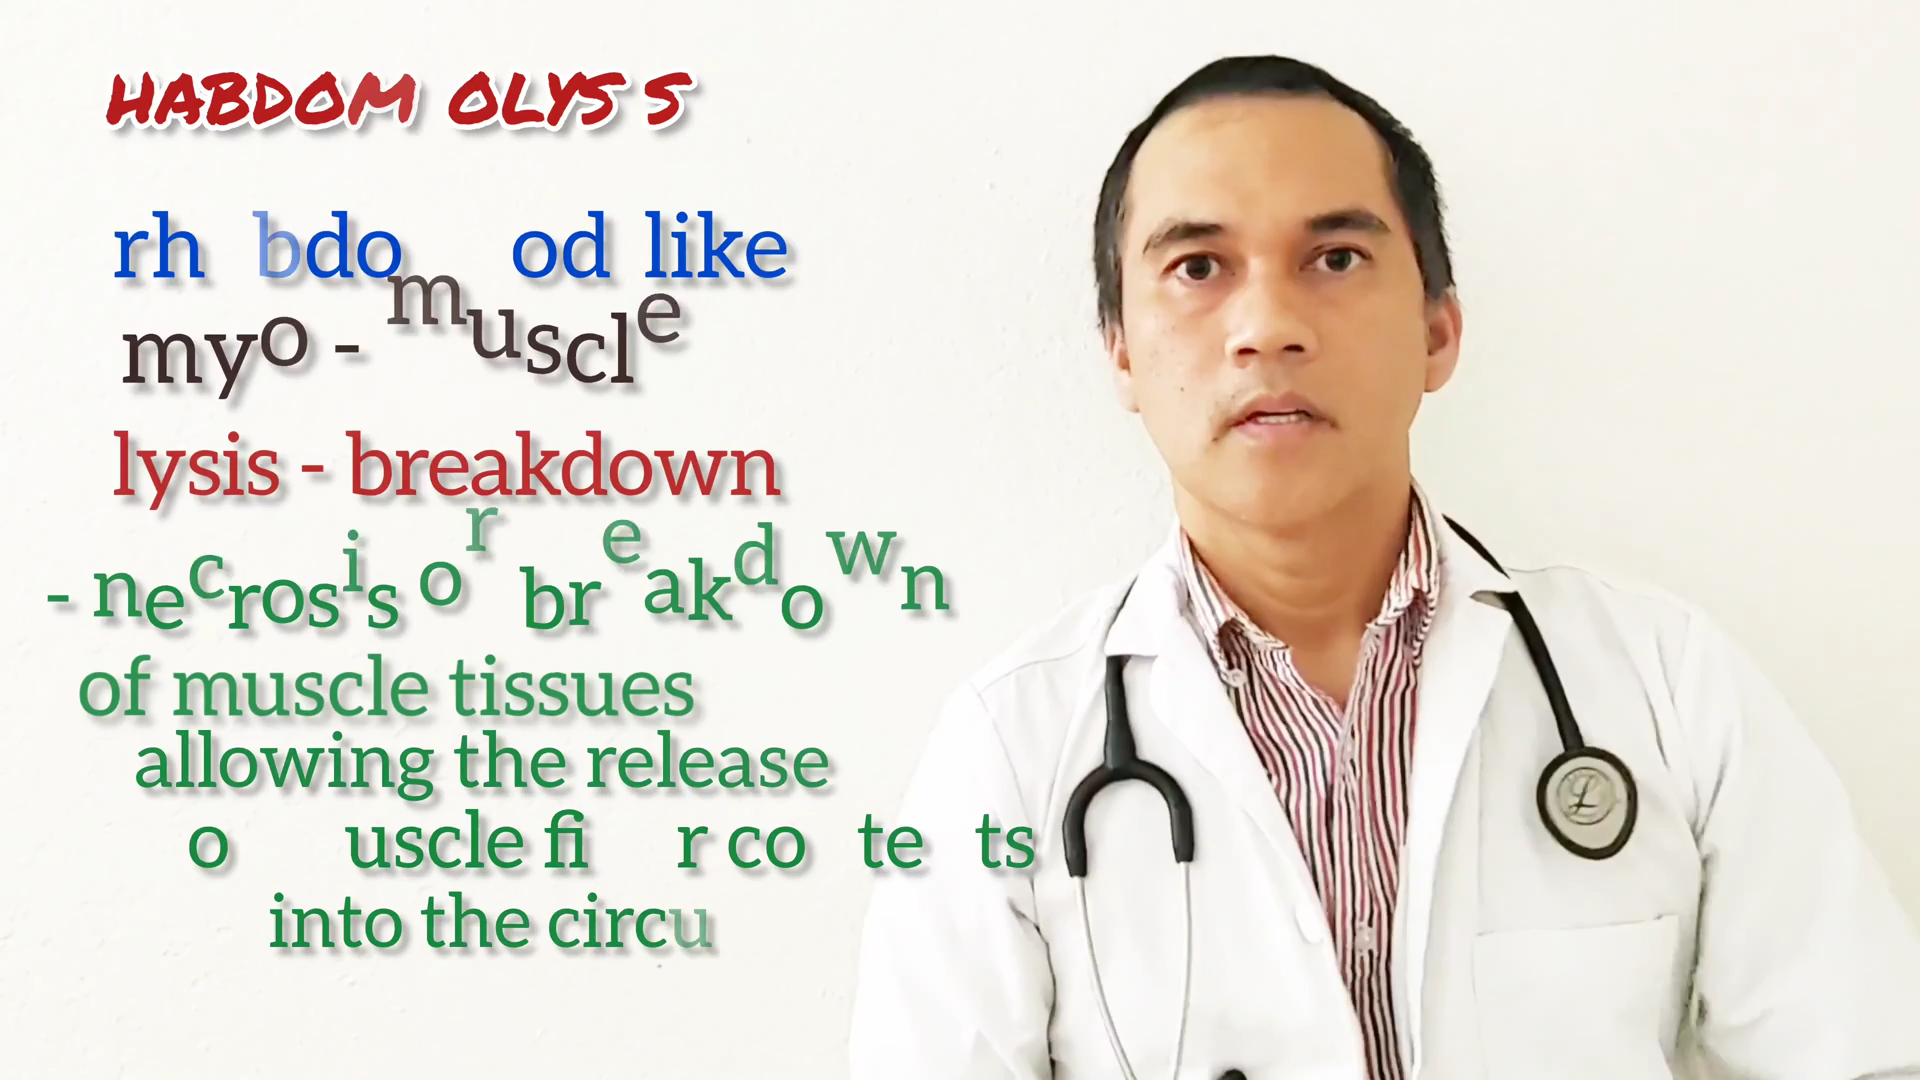 HABDOM OLYS S
rh bdo od like
myo - muscle
lysis - breakdown
- necrosis or breakdown
of muscle tissues
allowing the release
o uscle fi r co te ts
into the circu